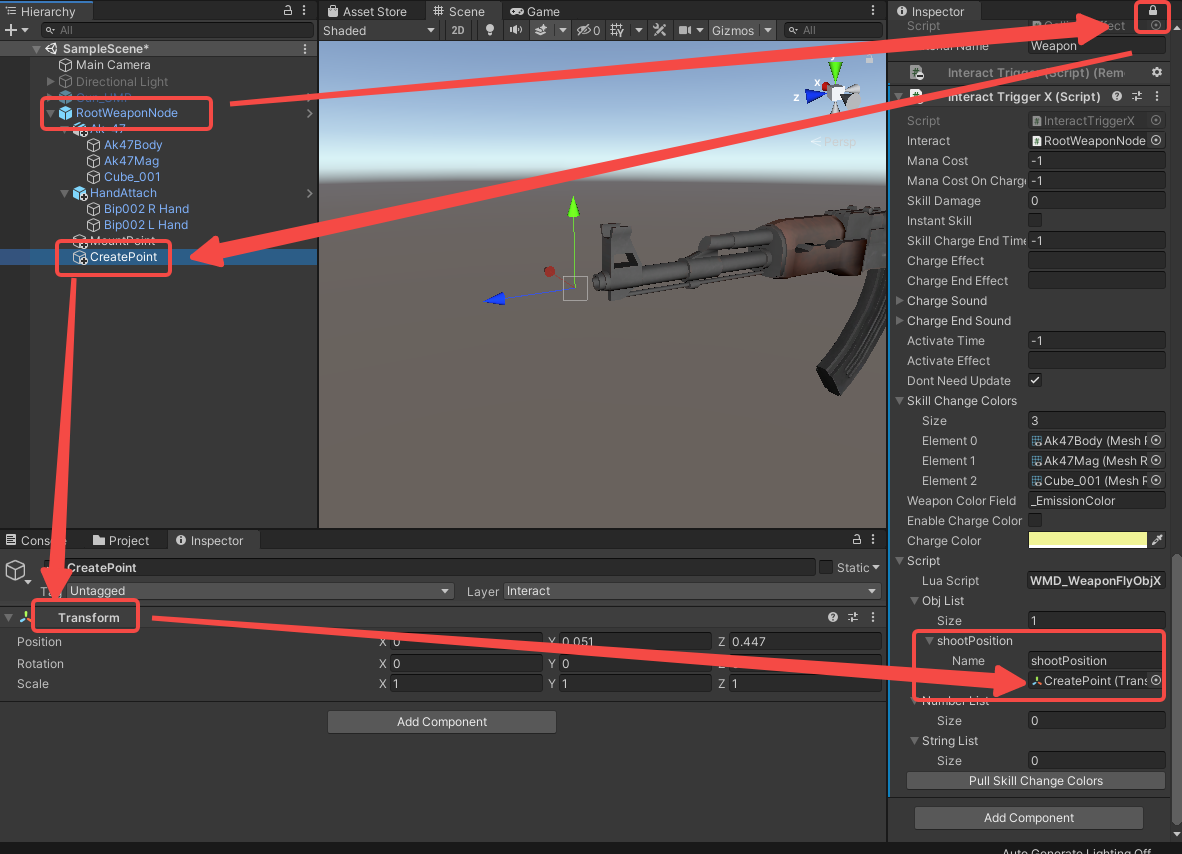 Hierarchy
All
SampleScene*
Main Camera
Directional Light
RootWeaponNode
Ak-47
Ak47Body
Ak47Mag
Cube_001
HandAttach
Bip002 R Hand
Bip002 L Hand
MountPoint
CreatePoint
Asset Store
Scene
Game
Shaded
2D
0
Gizmos
All
x
z
Persp
Console
Project
Inspector
CreatePoint
Static
Untagged
Layer
Interact
Transform
Position
X 0
Y 0.051
Z 0.447
Rotation
X 0
Y 0
Z
Scale
X 1
Y 1
Z 1
Add Component
Inspector
Script
Name
Weapon
Interact Trigger (Script) (Rem
Interact Trigger X (Script)
Script
InteractTriggerX
Interact
RootWeaponNode
Mana Cost
-1
Mana Cost On Charge
-1
Skill Damage
0
Instant Skill
Skill Charge End Time
-1
Charge Effect
Charge End Effect
Charge Sound
Charge End Sound
Activate Time
-1
Activate Effect
Dont Need Update
Skill Change Colors
Size
3
Element 0
Ak47Body (Mesh R
Element 1
Ak47Mag (Mesh R
Element 2
Cube_001 (Mesh R
Weapon Color Field
_EmissionColor
Enable Charge Color
Charge Color
Script
Lua Script
WMD_WeaponFlyObjX
Obj List
Size
1
shootPosition
Name
shootPosition
CreatePoint (Trans
Number List
Size
0
String List
Size
0
Pull Skill Change Colors
Add Component
Auto Generate Lighting Off